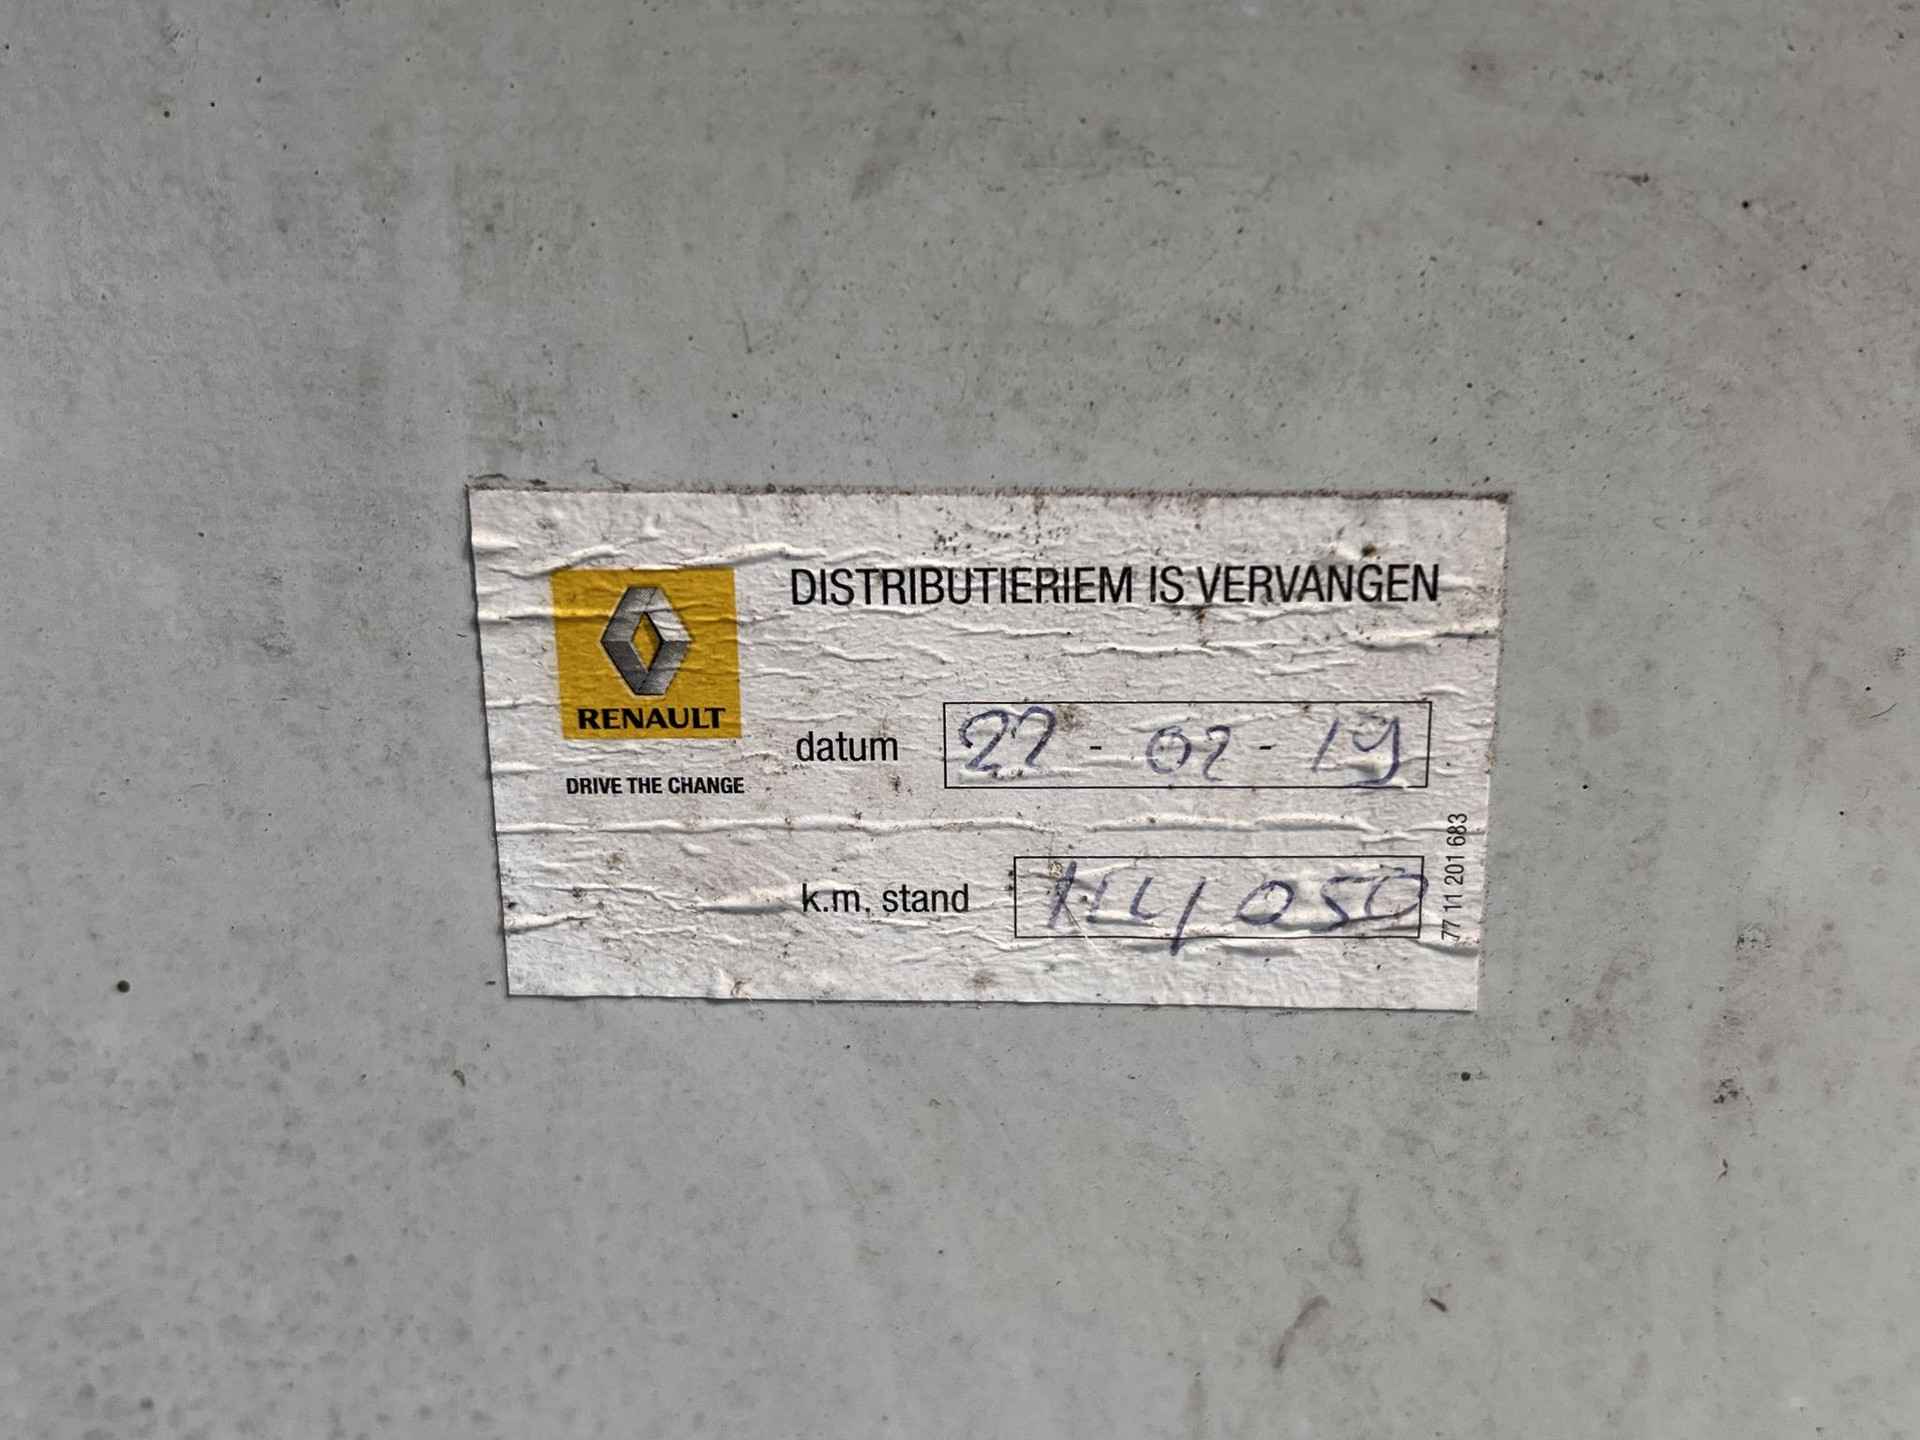 DISTRIBUTIERIEM IS VERVANGEN
RENAULT
DRIVE THE CHANGE
datum 22 - 02 - 19
k.m. stand 114050
77 11 201 683